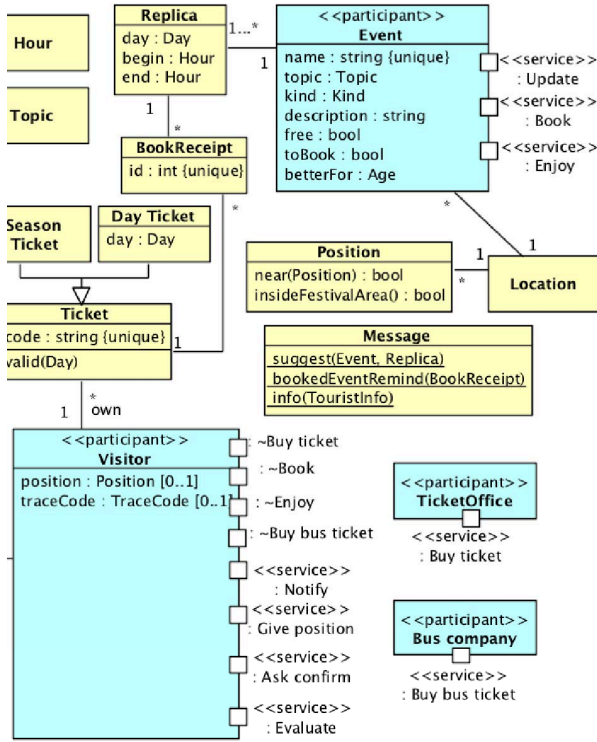 Hour
Topic
Replica
day : Day
begin : Hour
end : Hour
1...*
1
1
*
<<participant>>
Event
name : string {unique}
topic : Topic
kind : Kind
description : string
free : bool
toBook : bool
betterFor : Age
<<service>>
: Update
<<service>>
: Book
<<service>>
: Enjoy
BookReceipt
id : int {unique}
*
*
1
Season
Ticket
Day Ticket
day : Day
Position
near(Position) : bool
insideFestivalArea() : bool
1
*
Location
Ticket
code : string {unique}
valid(Day)
1
Message
suggest(Event, Replica)
bookedEventRemind(BookReceipt)
info(TouristInfo)
*
1
own
<<participant>>
Visitor
position : Position [0..1]
traceCode : TraceCode [0..1]
: ~Buy ticket
: ~Book
: ~Enjoy
: ~Buy bus ticket
<<service>>
: Notify
<<service>>
: Give position
<<service>>
: Ask confirm
<<service>>
: Evaluate
<<participant>>
TicketOffice
<<service>>
: Buy ticket
<<participant>>
Bus company
<<service>>
: Buy bus ticket